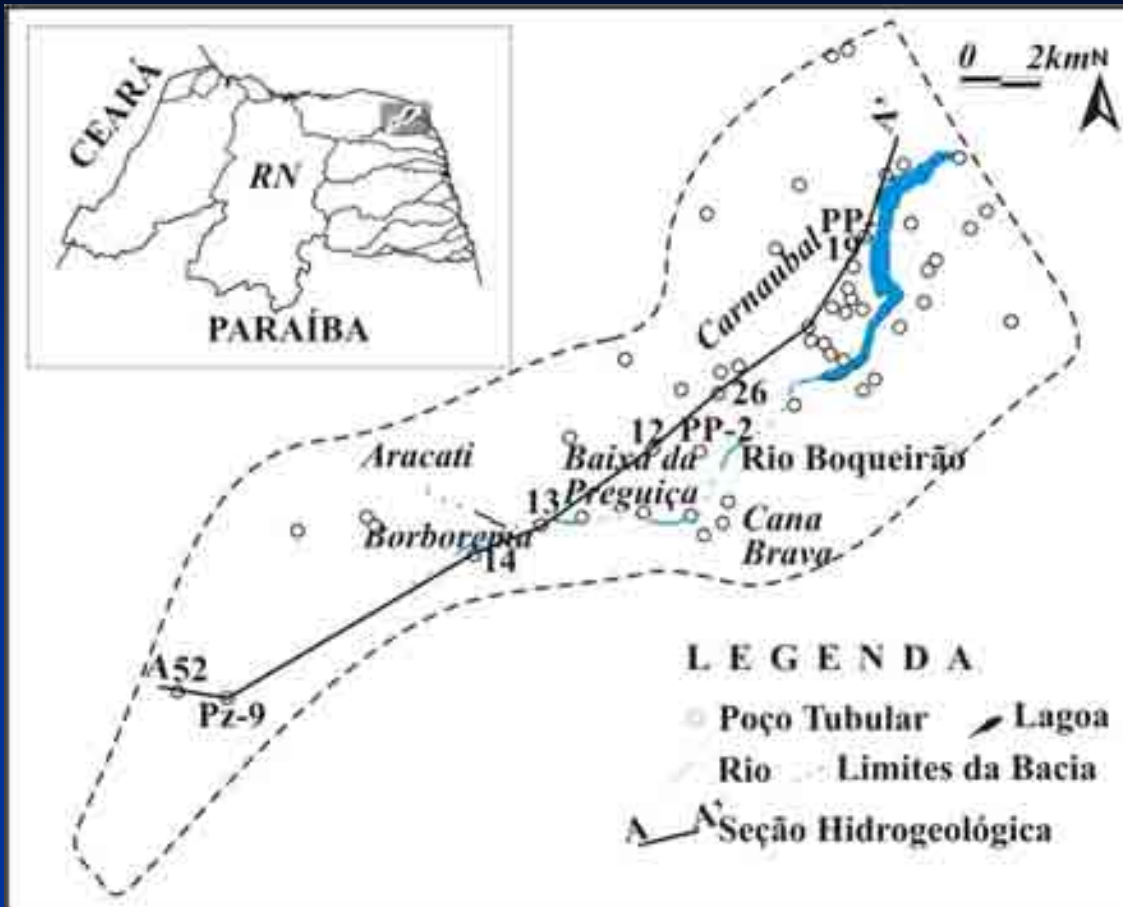 CEARÁ
RN
PARAÍBA
0 2km N
A'
PP-
19
Carnaubal
26
12 PP-2
Aracati
Baixa da
Preguiça
Rio Boqueirão
13
Borborema
14
Cana
Brava
A 52
Pz-9
LEGENDA
Poço Tubular
Lagoa
Rio
Limites da Bacia
A A' Seção Hidrogeológica